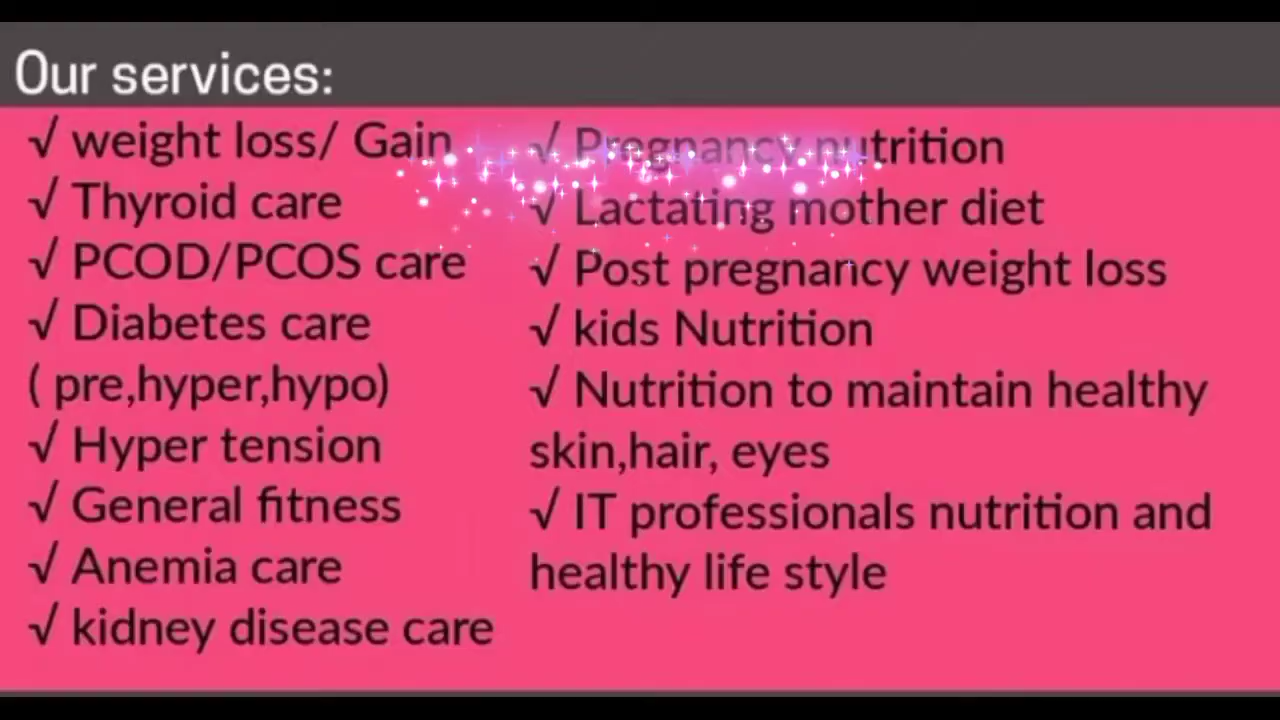 Our services:
√ weight loss/ Gain
√ Thyroid care
√ PCOD/PCOS care
√ Diabetes care
( pre,hyper,hypo)
√ Hyper tension
√ General fitness
√ Anemia care
√ kidney disease care
√ Pregnancy nutrition
√ Lactating mother diet
√ Post pregnancy weight loss
√ kids Nutrition
√ Nutrition to maintain healthy
skin,hair, eyes
√ IT professionals nutrition and
healthy life style